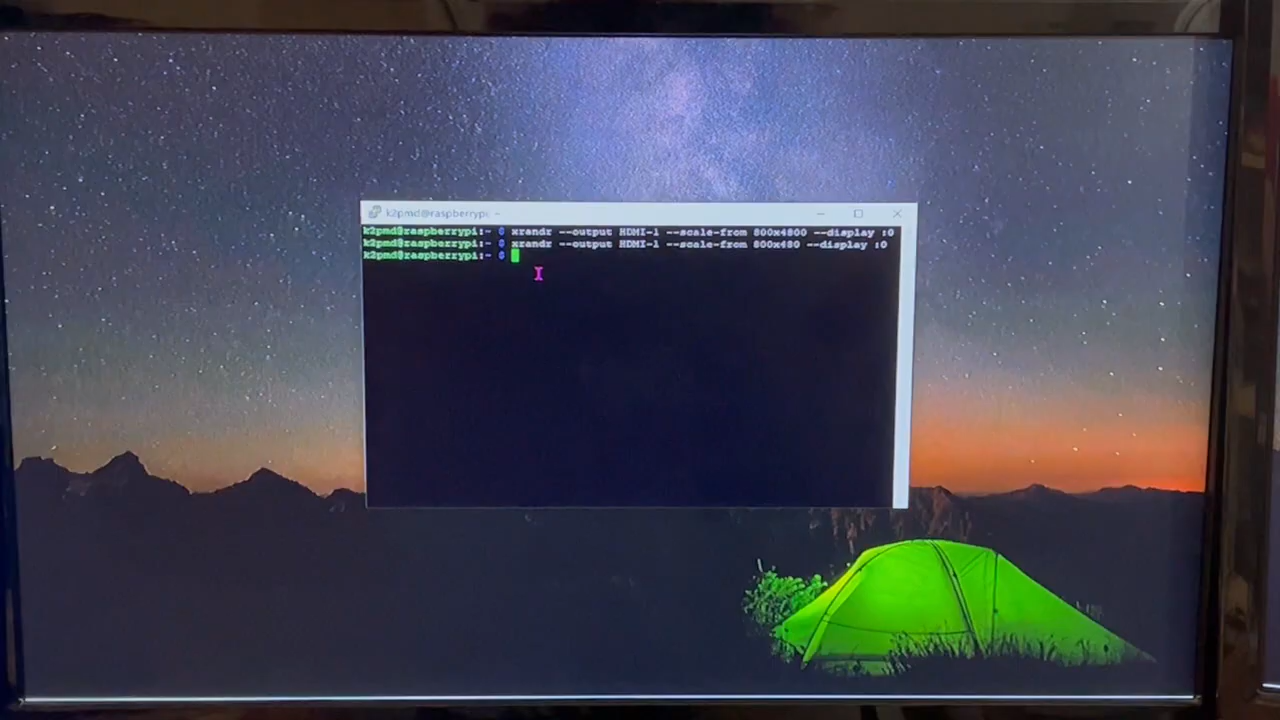 k2pmd@raspberrypi: ~
k2pmd@raspberrypi:~ $ xrandr --output HDMI-1 --scale-from 800x4800 --display :0
k2pmd@raspberrypi:~ $ xrandr --output HDMI-1 --scale-from 800x480 --display :0
k2pmd@raspberrypi:~ $